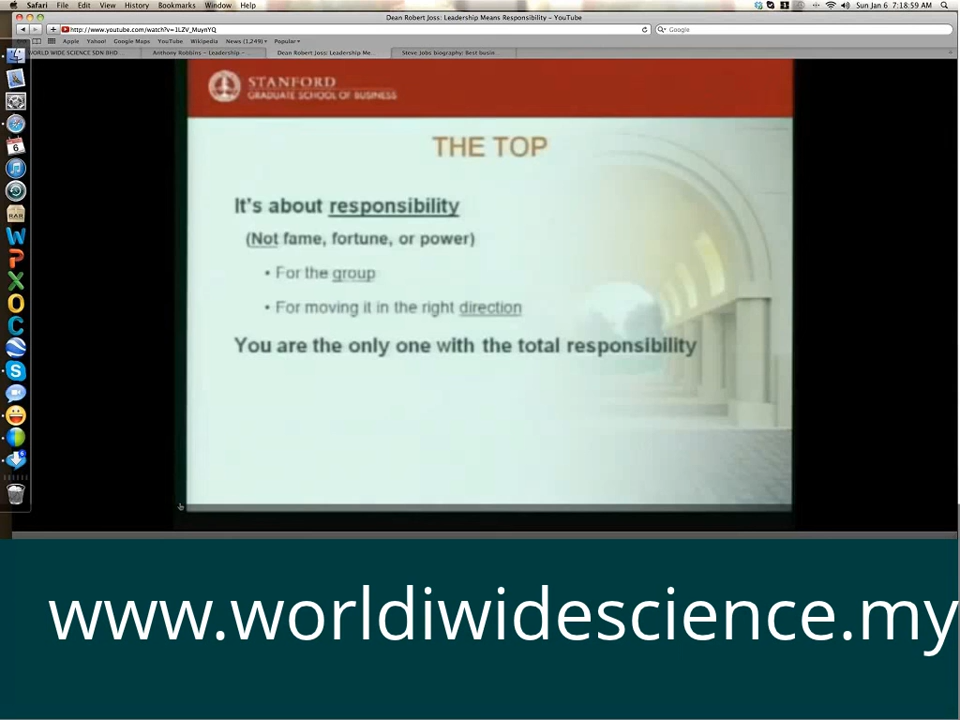 Safari File Edit View History Bookmarks Window Help Sun Jan 6 7:18:59 AM
Dean Robert Joss: Leadership Means Responsibility – YouTube
http://www.youtube.com/watch?v=1LZV_MuynYQ Google
Apple Yahoo! Google Maps YouTube Wikipedia News (1,249) Popular
WORLD WIDE SCIENCE SDN BHD Anthony Robbins – Leadership – ... Dean Robert Joss: Leadership Me... Steve Jobs biography: Best busin...
STANFORD
GRADUATE SCHOOL OF BUSINESS
THE TOP
It's about responsibility
(Not fame, fortune, or power)
• For the group
• For moving it in the right direction
You are the only one with the total responsibility
www.worldiwidescience.my